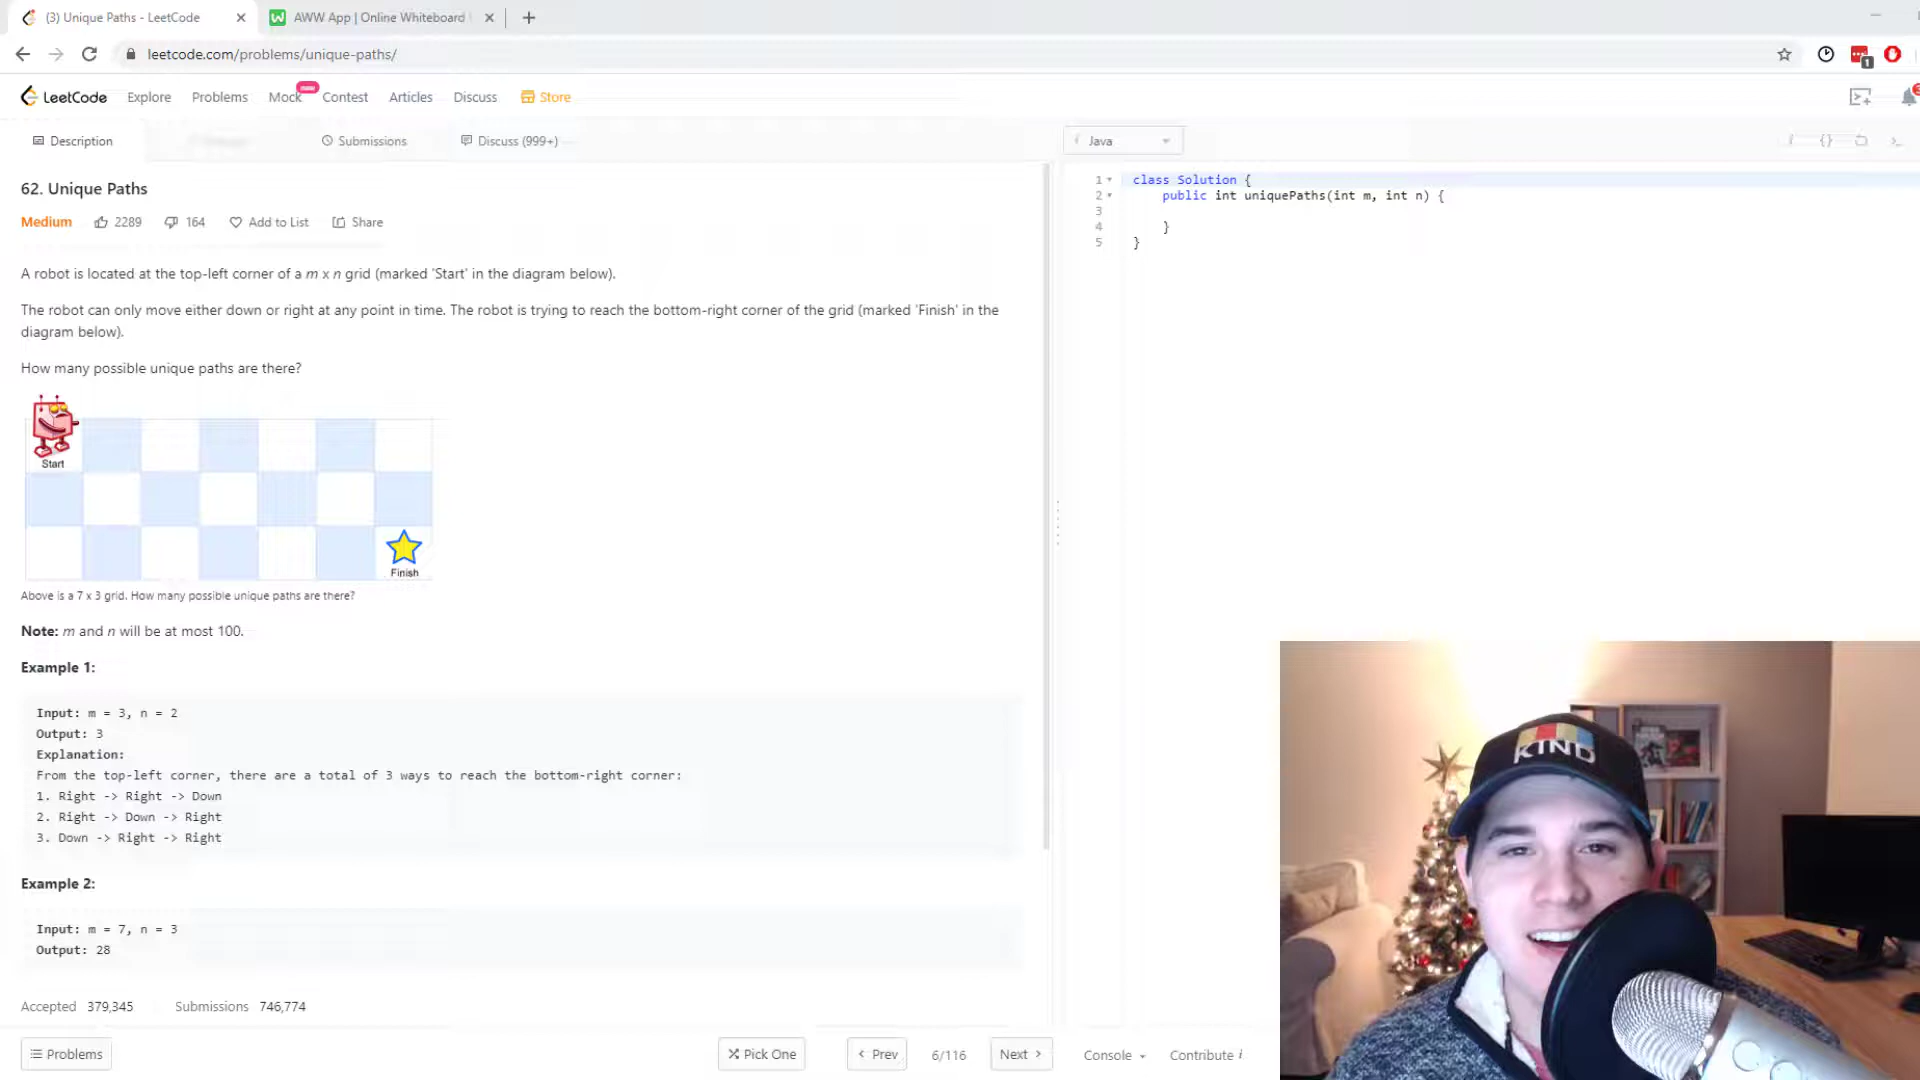 (3) Unique Paths - LeetCode
AWW App | Online Whiteboard
leetcode.com/problems/unique-paths/
1
LeetCode Explore Problems Mock new Contest Articles Discuss Store
Description Submissions Discuss (999+)
Java
{}
62. Unique Paths
Medium 2289 164 Add to List Share
A robot is located at the top-left corner of a m x n grid (marked 'Start' in the diagram below).
The robot can only move either down or right at any point in time. The robot is trying to reach the bottom-right corner of the grid (marked 'Finish' in the
diagram below).
How many possible unique paths are there?
Start
Finish
Above is a 7 x 3 grid. How many possible unique paths are there?
Note: m and n will be at most 100.
Example 1:
Input: m = 3, n = 2
Output: 3
Explanation:
From the top-left corner, there are a total of 3 ways to reach the bottom-right corner:
1. Right -> Right -> Down
2. Right -> Down -> Right
3. Down -> Right -> Right
Example 2:
Input: m = 7, n = 3
Output: 28
Accepted 379,345 Submissions 746,774
Problems Pick One Prev 6/116 Next Console Contribute i
1 class Solution {
2 public int uniquePaths(int m, int n) {
3
4 }
5 }
KIND